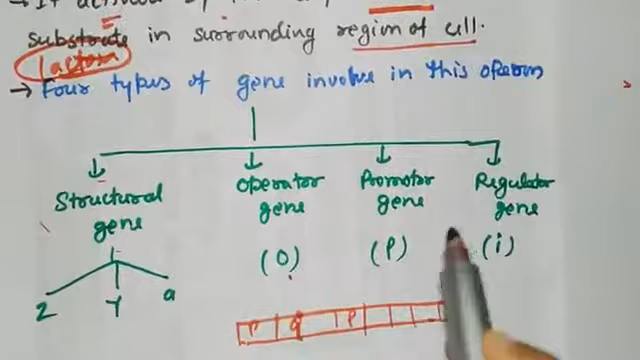 substrate in surrounding region of cell.
Lactose
→ Four types of gene involve in this operon
Structural gene
Operator gene
Promotor gene
Regulator gene
(O)
(P)
(i)
Z Y a
P
P